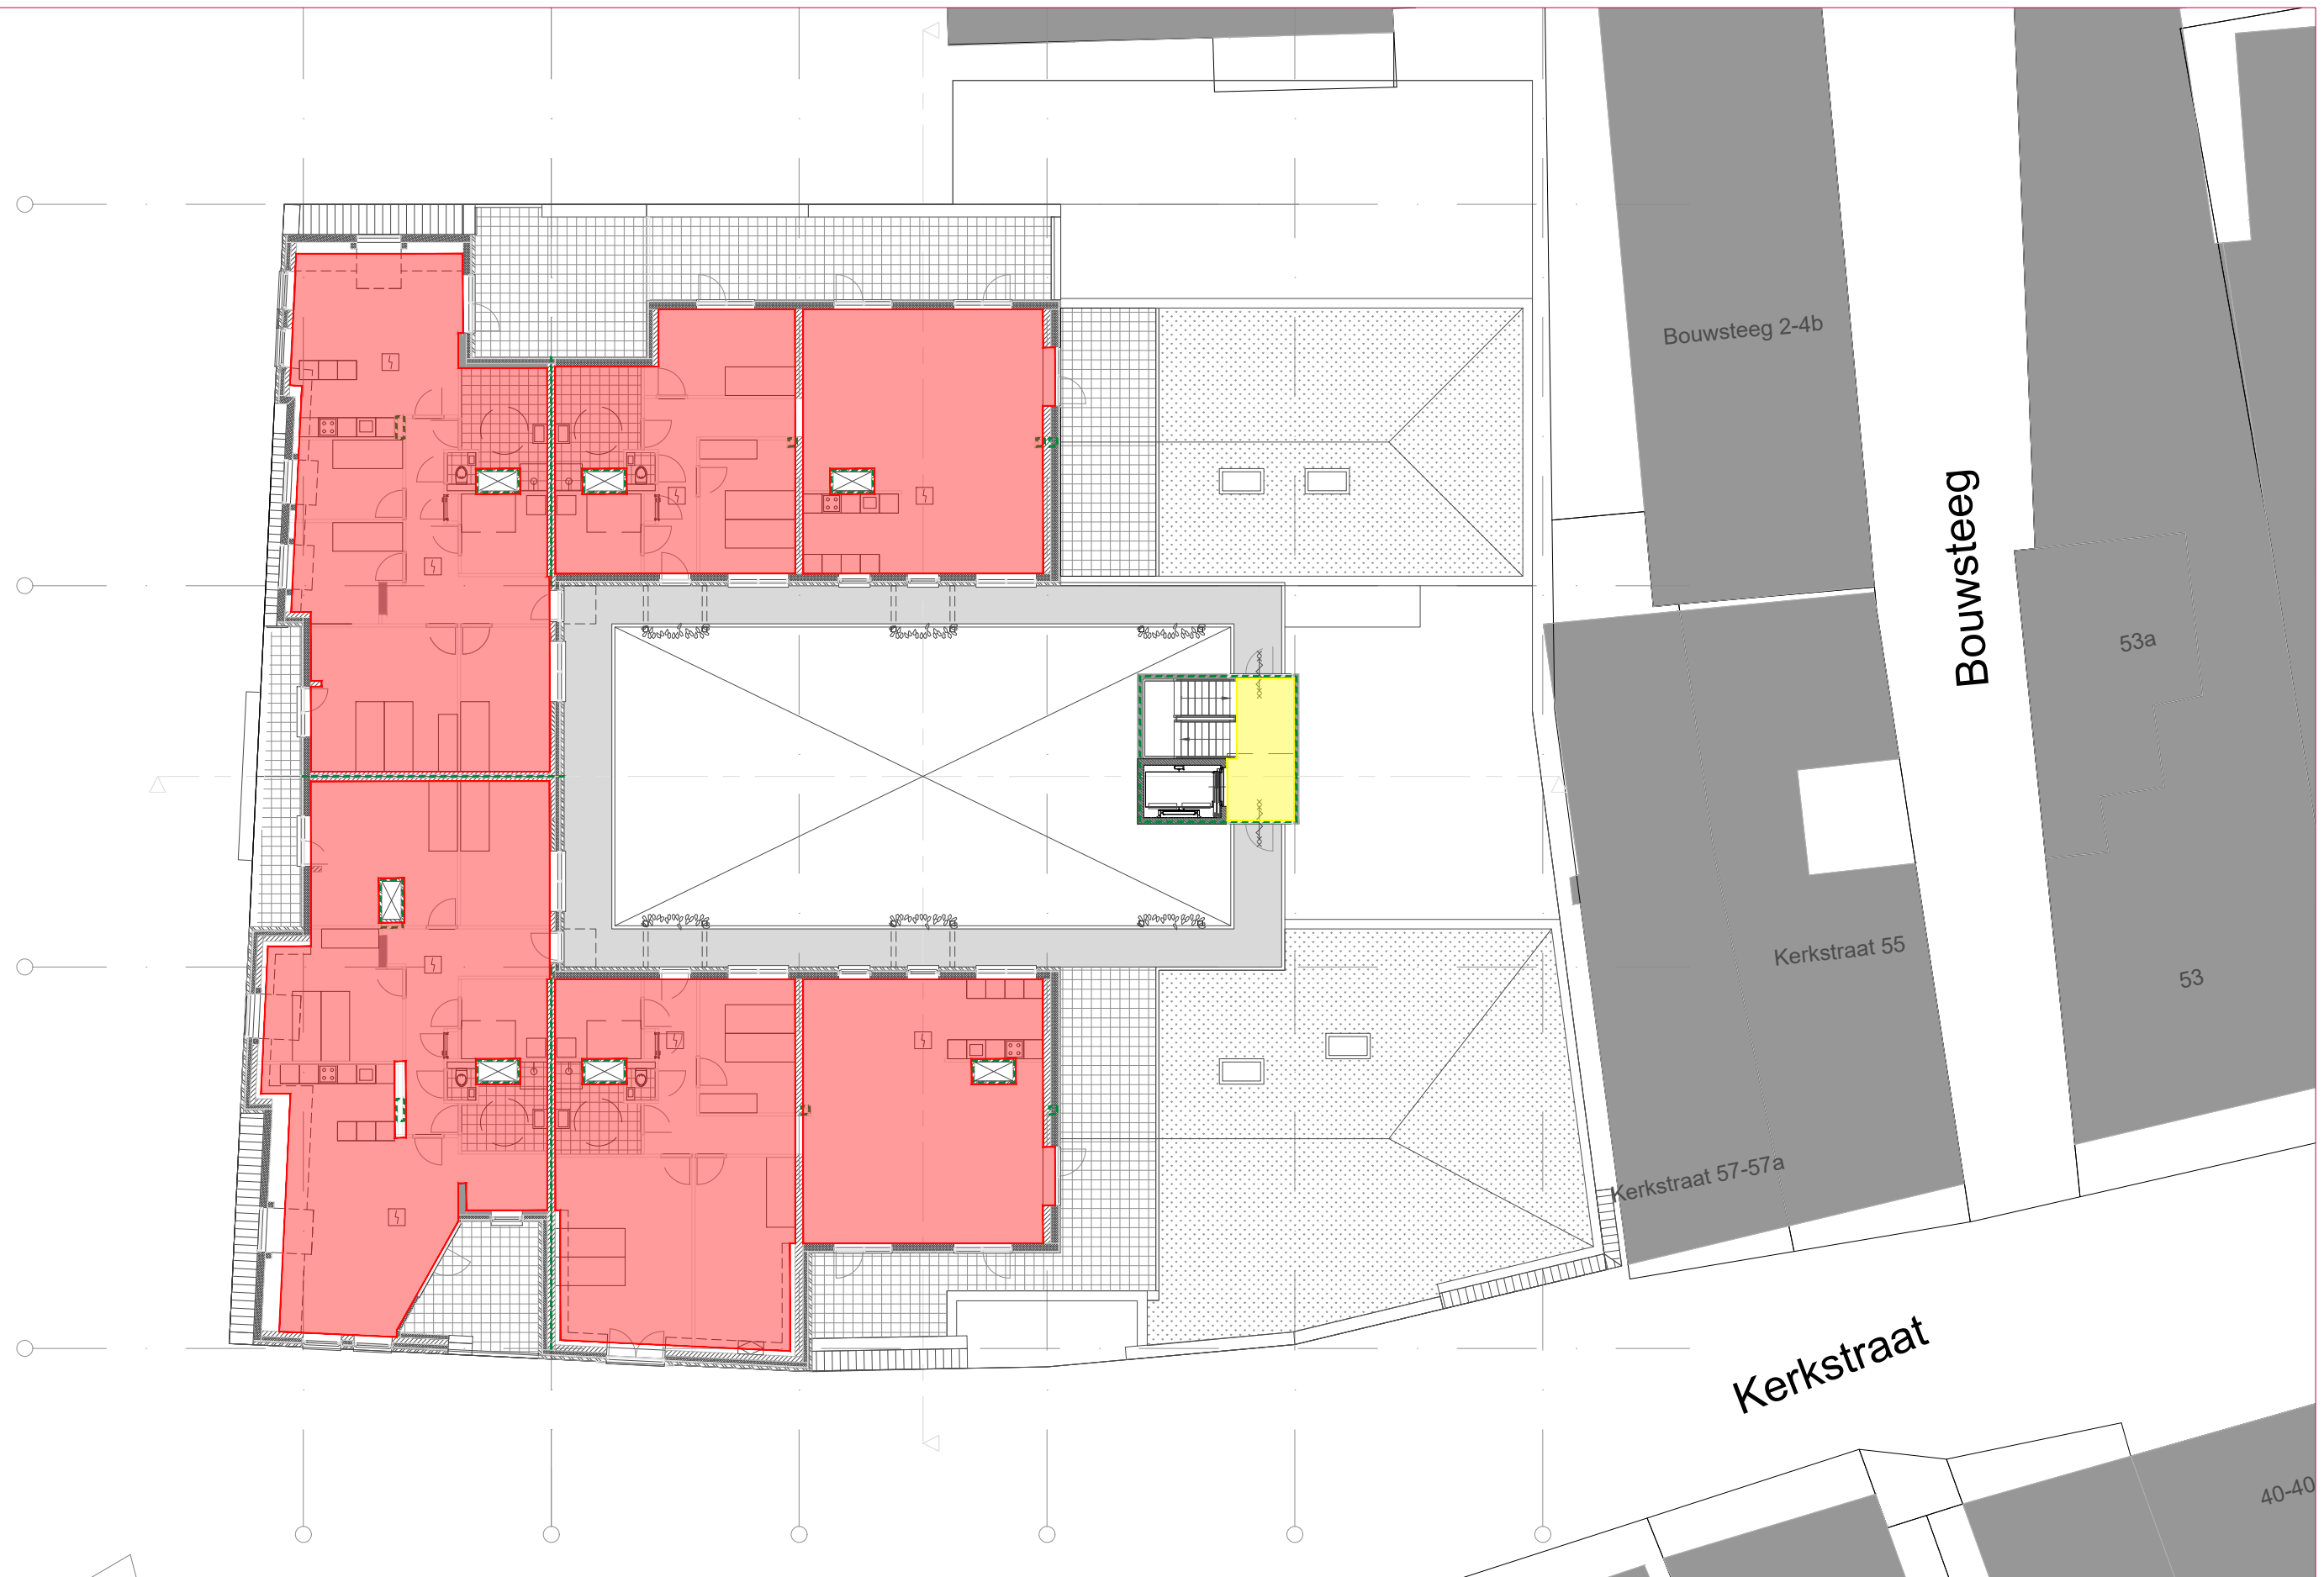 Bouwsteeg 2-4b
Bouwsteeg
53a
Kerkstraat 55
53
Kerkstraat 57-57a
Kerkstraat
40-40